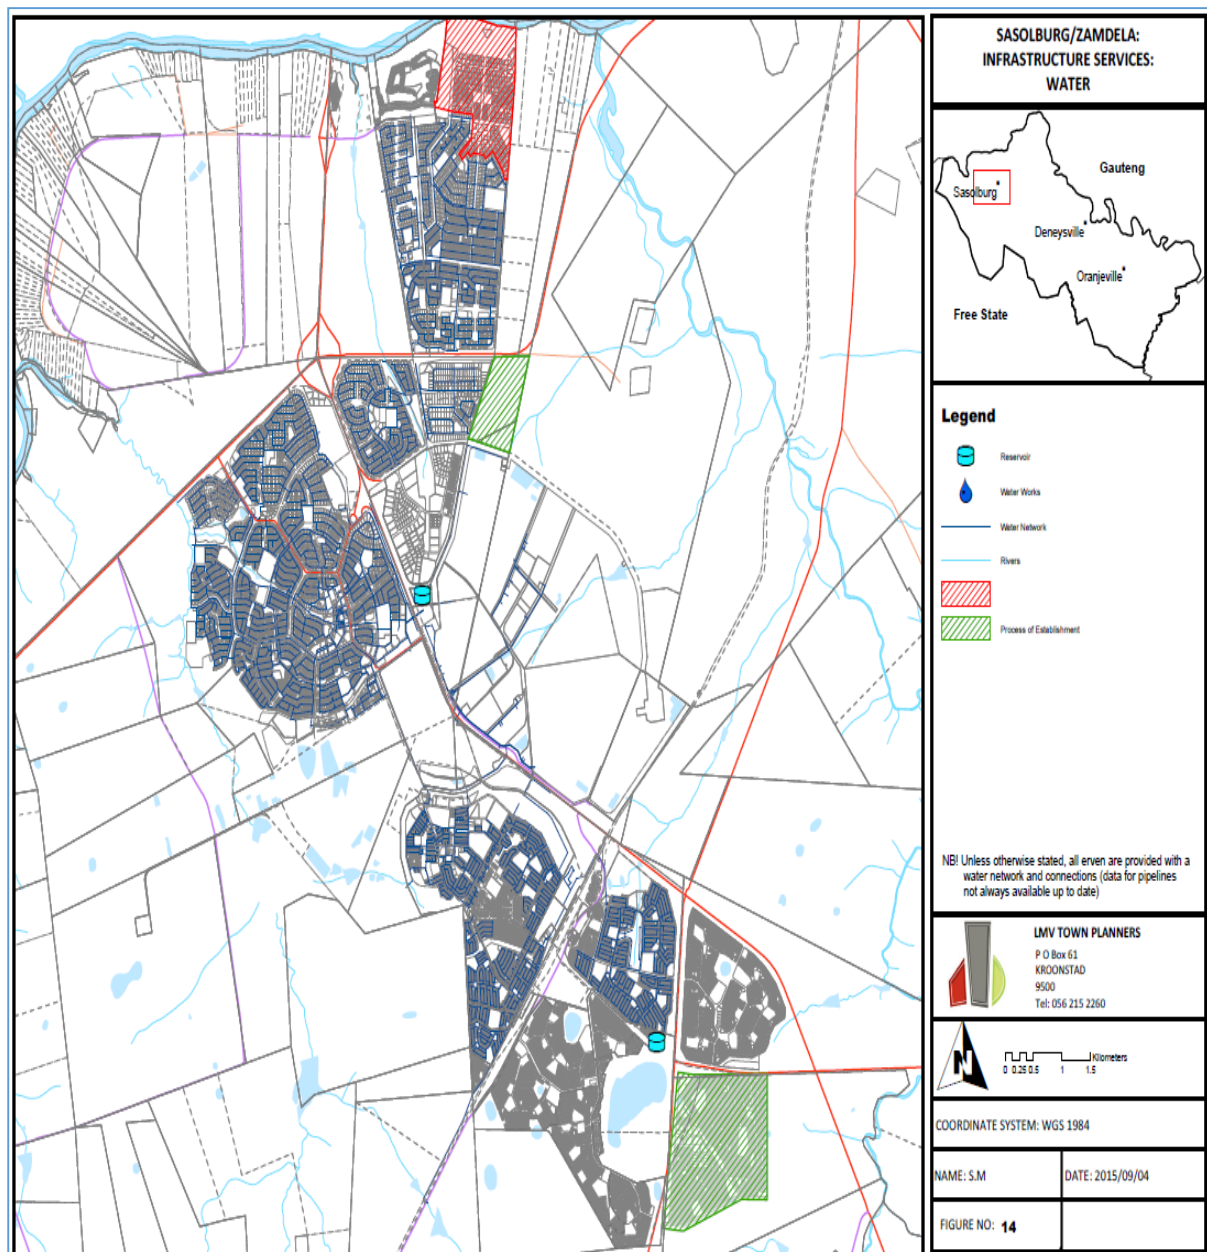 SASOLBURG/ZAMDELA:
INFRASTRUCTURE SERVICES:
WATER
Gauteng
Sasolburg
Deneysville
Oranjeville
Free State
Legend
Reservoir
Water Works
Water Network
Rivers
Process of Establishment
NB! Unless otherwise stated, all erven are provided with a
water network and connections (data for pipelines
not always available up to date)
LMV TOWN PLANNERS
P O Box 61
KROONSTAD
9500
Tel: 056 215 2260
N
Kilometers
0 0.25 0.5 1 1.5
COORDINATE SYSTEM: WGS 1984
NAME: S.M
DATE: 2015/09/04
FIGURE NO: 14